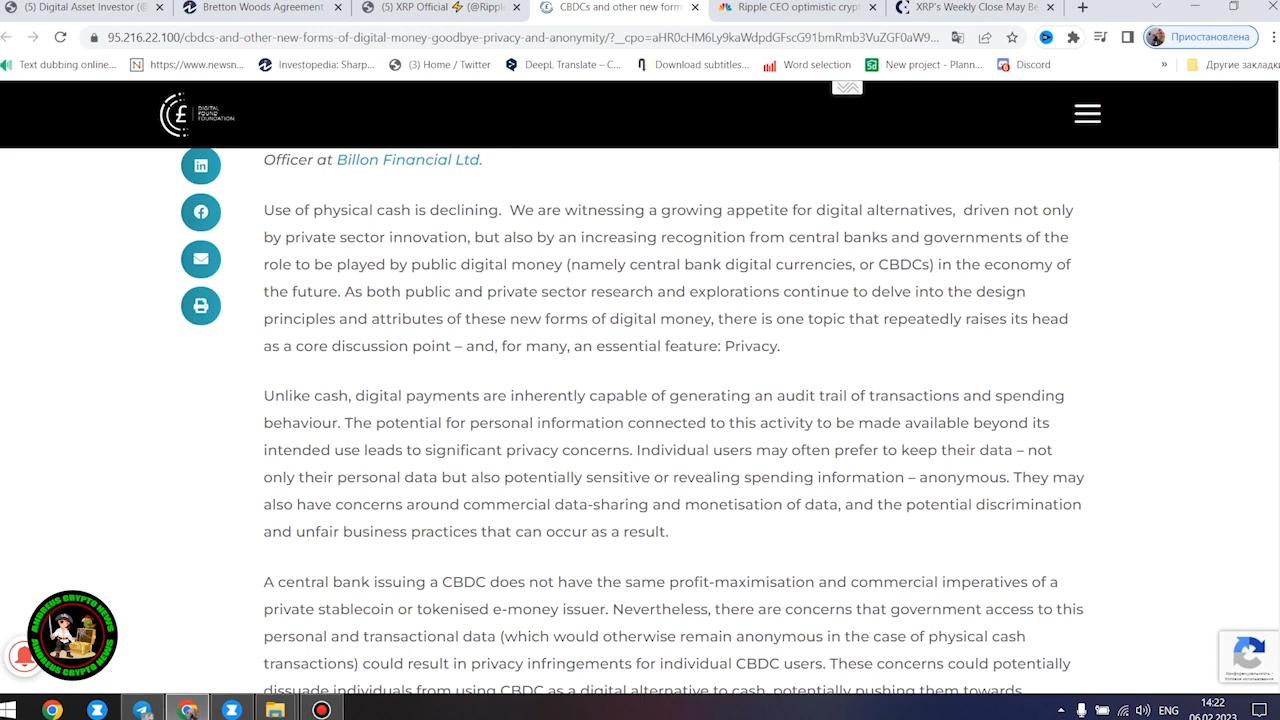 (5) Digital Asset Investor (@
Bretton Woods Agreement
(5) XRP Official ⚡ (@Ripple
CBDCs and other new form
Ripple CEO optimistic crypt
XRP's Weekly Close May Be
95.216.22.100/cbdcs-and-other-new-forms-of-digital-money-goodbye-privacy-and-anonymity/?__cpo=aHR0cHM6Ly9kaWdpdGFscG91bmRmb3VuZGF0aW9...
Приостановлена
Text dubbing online...
https://www.newsn...
Investopedia: Sharp...
(3) Home / Twitter
DeepL Translate – C...
Download subtitles...
Word selection
New project - Plann...
Discord
»
Другие закладки
DIGITAL
POUND
FOUNDATION
Officer at Billon Financial Ltd.
Use of physical cash is declining.  We are witnessing a growing appetite for digital alternatives,  driven not only
by private sector innovation, but also by an increasing recognition from central banks and governments of the
role to be played by public digital money (namely central bank digital currencies, or CBDCs) in the economy of
the future. As both public and private sector research and explorations continue to delve into the design
principles and attributes of these new forms of digital money, there is one topic that repeatedly raises its head
as a core discussion point – and, for many, an essential feature: Privacy.
Unlike cash, digital payments are inherently capable of generating an audit trail of transactions and spending
behaviour. The potential for personal information connected to this activity to be made available beyond its
intended use leads to significant privacy concerns. Individual users may often prefer to keep their data – not
only their personal data but also potentially sensitive or revealing spending information – anonymous. They may
also have concerns around commercial data-sharing and monetisation of data, and the potential discrimination
and unfair business practices that can occur as a result.
A central bank issuing a CBDC does not have the same profit-maximisation and commercial imperatives of a
private stablecoin or tokenised e-money issuer. Nevertheless, there are concerns that government access to this
personal and transactional data (which would otherwise remain anonymous in the case of physical cash
transactions) could result in privacy infringements for individual CBDC users. These concerns could potentially
ANDREUS CRYPTO NEWS
ANDREUS CRYPTO NEWS
ENG
14:22
06.02.2023